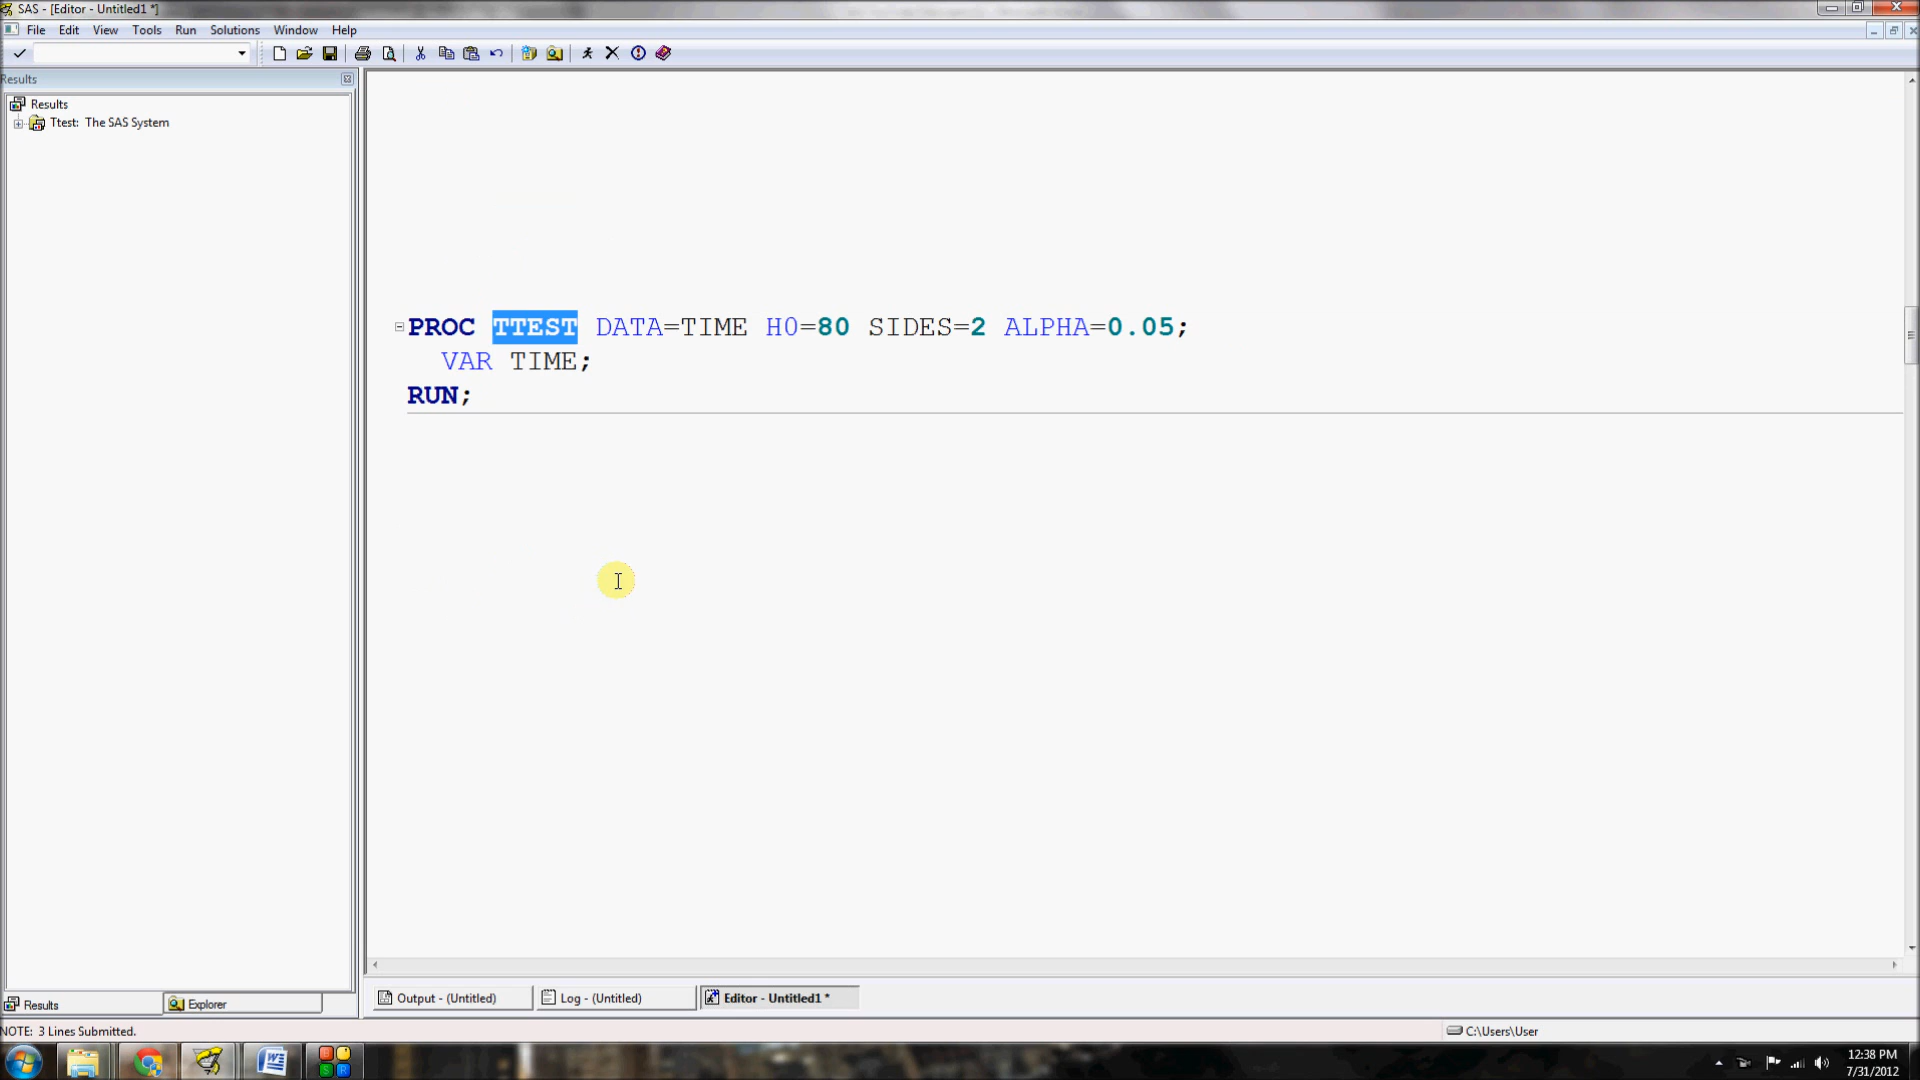 SAS - [Editor - Untitled1 *]
File Edit View Tools Run Solutions Window Help
Results
Results
Ttest: The SAS System
PROC TTEST DATA=TIME H0=80 SIDES=2 ALPHA=0.05;
VAR TIME;
RUN;
Results
Explorer
Output - (Untitled)
Log - (Untitled)
Editor - Untitled1 *
NOTE: 3 Lines Submitted.
C:\Users\User
12:38 PM
7/31/2012